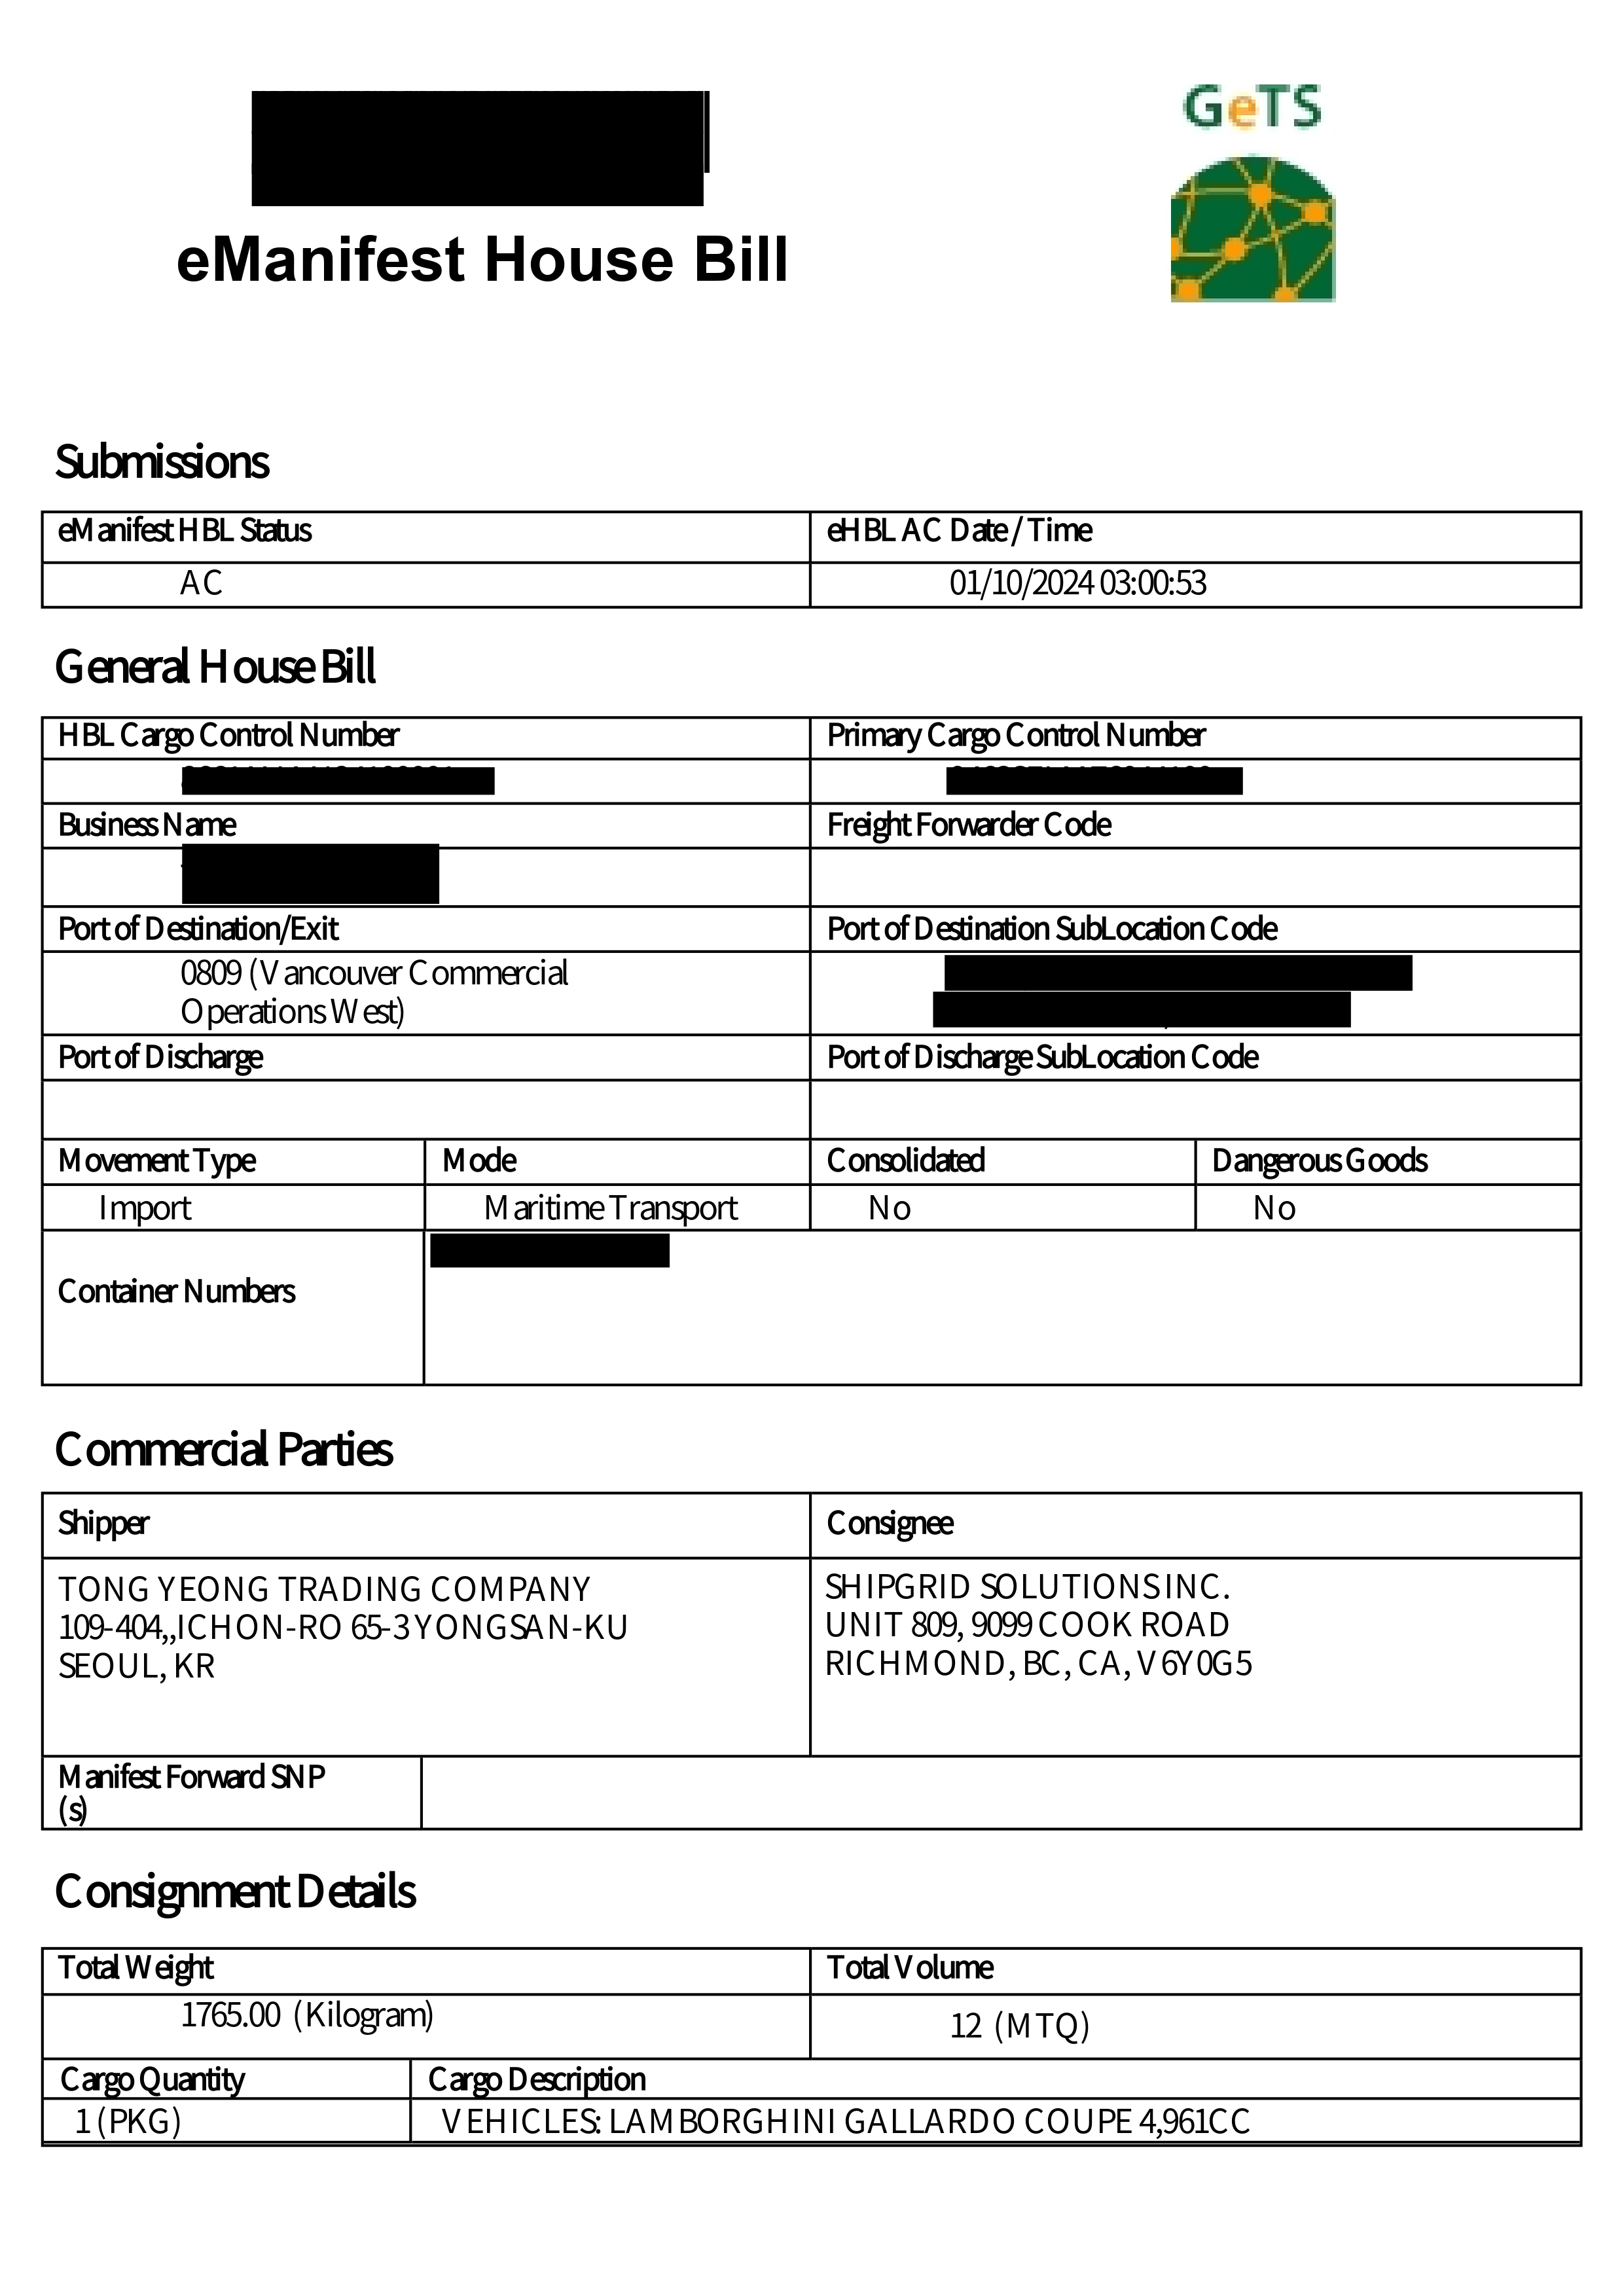 GeTS
eManifest House Bill
Submissions
eManifest HBL Status
eHBL AC Date / Time
AC
01/10/2024 03:00:53
General House Bill
HBL Cargo Control Number
Primary Cargo Control Number
Business Name
Freight Forwarder Code
Port of Destination/Exit
Port of Destination SubLocation Code
0809 (Vancouver Commercial
Operations West)
Port of Discharge
Port of Discharge SubLocation Code
Movement Type
Mode
Consolidated
Dangerous Goods
Import
Maritime Transport
No
No
Container Numbers
Commercial Parties
Shipper
Consignee
TONG YEONG TRADING COMPANY
109-404,,ICHON-RO 65-3 YONGSAN-KU
SEOUL, KR
SHIPGRID SOLUTIONS INC.
UNIT 809, 9099 COOK ROAD
RICHMOND, BC, CA, V6Y0G5
Manifest Forward SNP
(s)
Consignment Details
Total Weight
Total Volume
1765.00 (Kilogram)
12 (MTQ)
Cargo Quantity
Cargo Description
1 (PKG)
VEHICLES: LAMBORGHINI GALLARDO COUPE 4,961CC